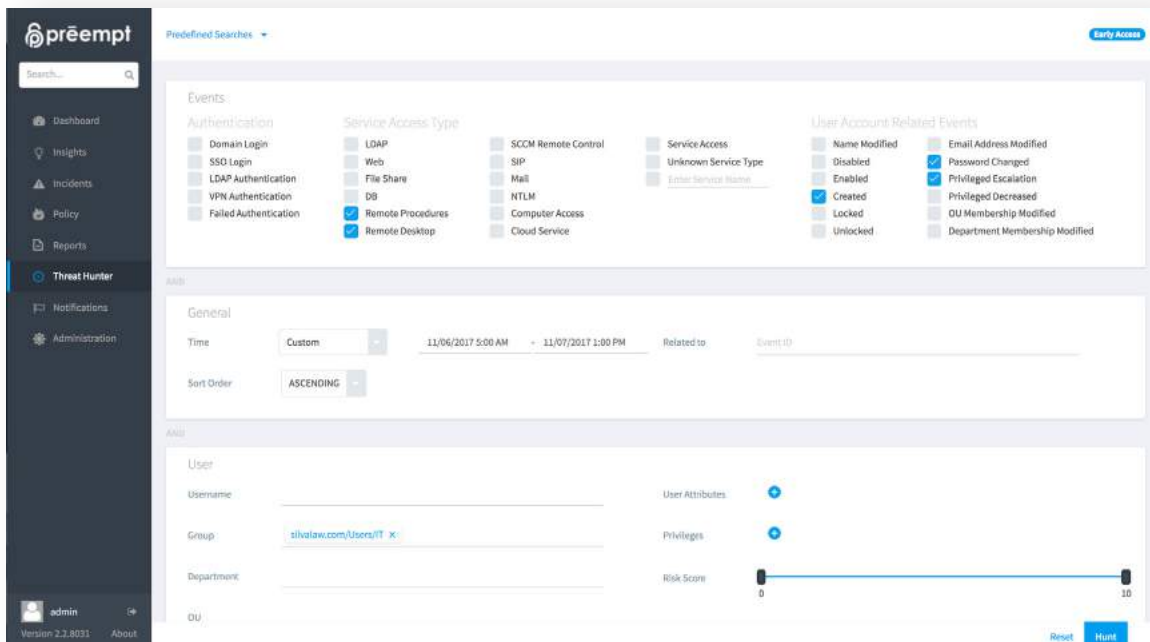 prēempt
Search...
Dashboard
Insights
Incidents
Policy
Reports
Threat Hunter
Notifications
Administration
admin
Version 2.2.8031 About
Predefined Searches
Early Access
Events
Authentication
Domain Login
SSO Login
LDAP Authentication
VPN Authentication
Failed Authentication
Service Access Type
LDAP
Web
File Share
DB
Remote Procedures
Remote Desktop
SCCM Remote Control
SIP
Mail
NTLM
Computer Access
Cloud Service
Service Access
Unknown Service Type
Enter Service Name
User Account Related Events
Name Modified
Disabled
Enabled
Created
Locked
Unlocked
Email Address Modified
Password Changed
Privileged Escalation
Privileged Decreased
OU Membership Modified
Department Membership Modified
AND
General
Time Custom 11/06/2017 5:00 AM - 11/07/2017 1:00 PM Related to Event ID
Sort Order ASCENDING
AND
User
Username User Attributes
Group silvalaw.com/Users/IT X Privileges
Department Risk Score
0 10
OU
Reset Hunt